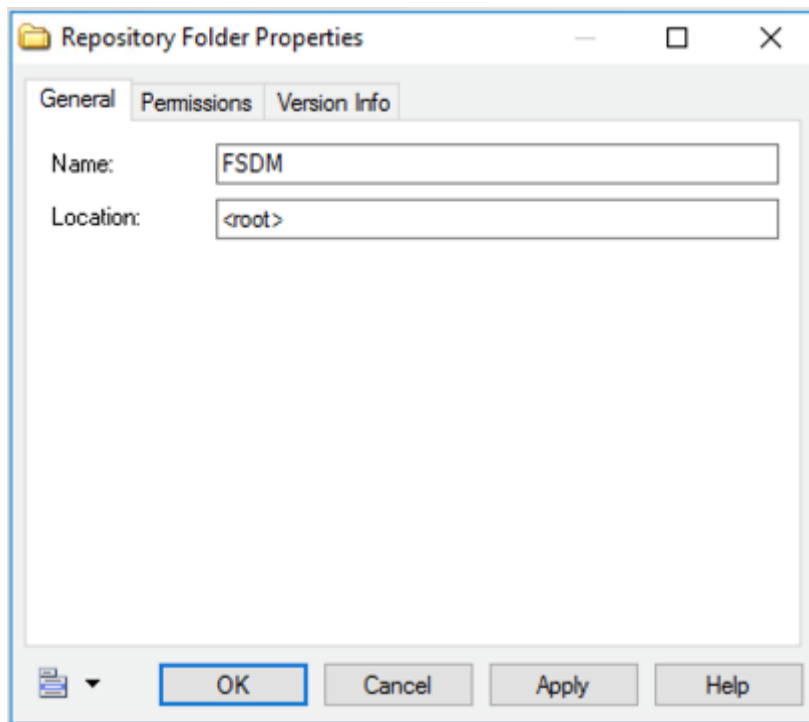 Repository Folder Properties
General Permissions Version Info
Name: FSDM
Location: <root>
OK Cancel Apply Help